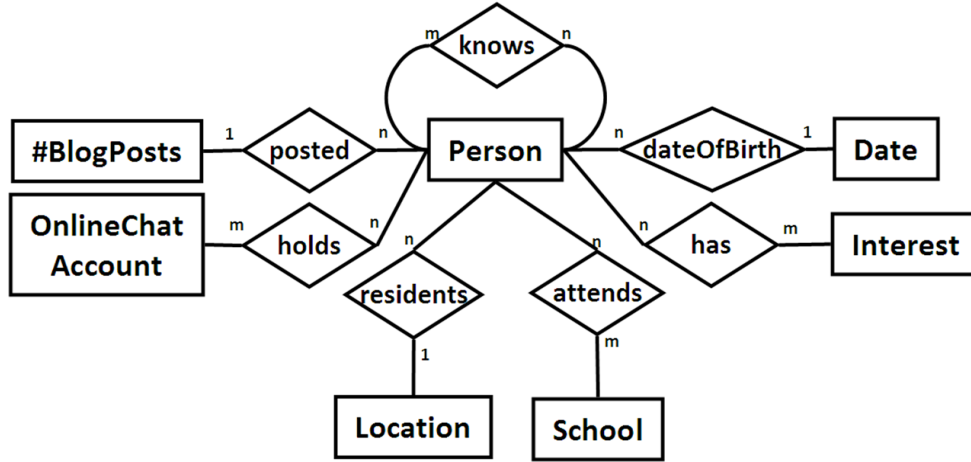 m
knows
n
#BlogPosts
1
posted
n
Person
n
dateOfBirth
1
Date
OnlineChat
Account
m
holds
n
n
has
m
Interest
n
residents
1
Location
n
attends
m
School